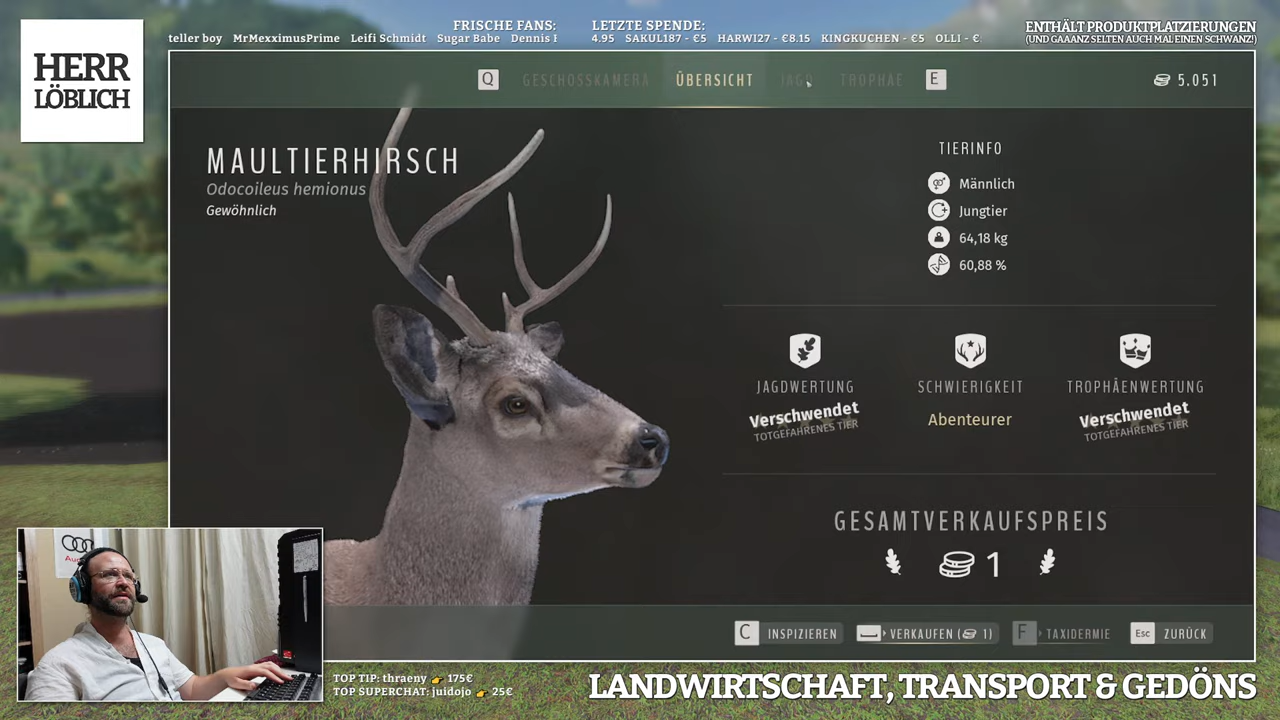 HERR
LÖBLICH
FRISCHE FANS:
teller boy MrMexximusPrime Leifi Schmidt Sugar Babe Dennis
LETZTE SPENDE:
4.95 SAKUL187 - €5 HARWI27 - €8.15 KINGKUCHEN - €5 OLLI - €
ENTHÄLT PRODUKTPLATZIERUNGEN
(UND GAAANZ SELTEN AUCH MAL EINEN SCHWANZ!)
Q GESCHOSSKAMERA ÜBERSICHT JAGD TROPHÄE E
5.051
MAULTIERHIRSCH
Odocoileus hemionus
Gewöhnlich
TIERINFO
Männlich
Jungtier
64,18 kg
60,88 %
JAGDWERTUNG
Verschwendet
TOTGEFAHRENES TIER
SCHWIERIGKEIT
Abenteurer
TROPHÄENWERTUNG
Verschwendet
TOTGEFAHRENES TIER
GESAMTVERKAUFSPREIS
1
C INSPIZIEREN VERKAUFEN ( 1) F TAXIDERMIE Esc ZURÜCK
TOP TIP: thraeny 👉 175€
TOP SUPERCHAT: juidojo 👉 25€
LANDWIRTSCHAFT, TRANSPORT & GEDÖNS